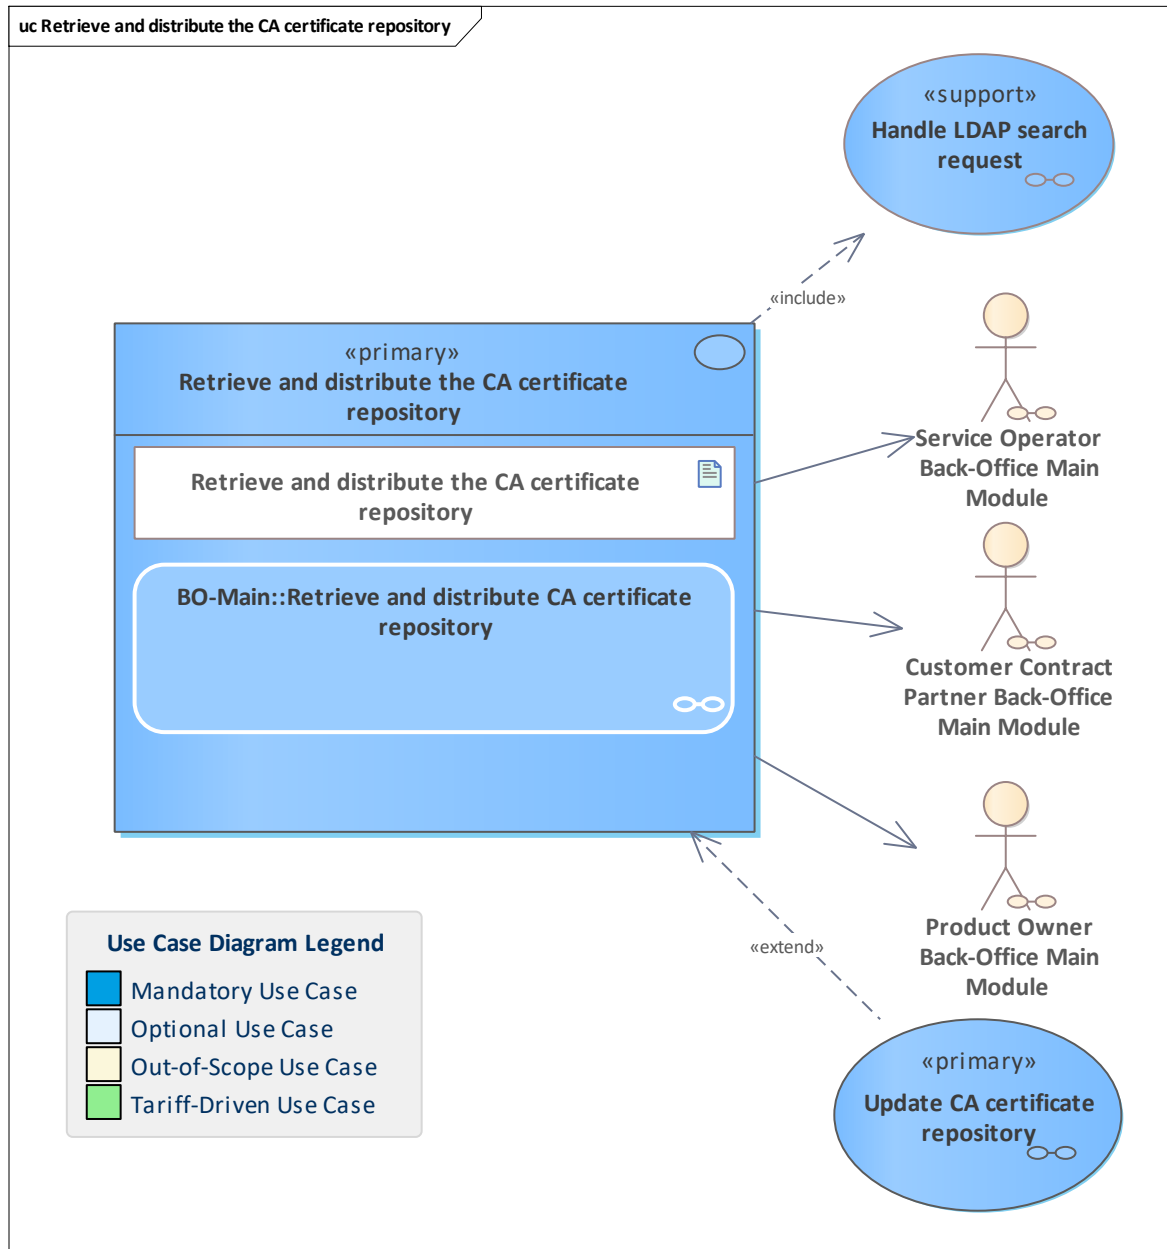 uc Retrieve and distribute the CA certificate repository
«support»
Handle LDAP search
request
«include»
«primary»
Retrieve and distribute the CA certificate
repository
Retrieve and distribute the CA certificate
repository
BO-Main::Retrieve and distribute CA certificate
repository
Service Operator
Back-Office Main
Module
Customer Contract
Partner Back-Office
Main Module
Product Owner
Back-Office Main
Module
«extend»
«primary»
Update CA certificate
repository
Use Case Diagram Legend
Mandatory Use Case
Optional Use Case
Out-of-Scope Use Case
Tariff-Driven Use Case